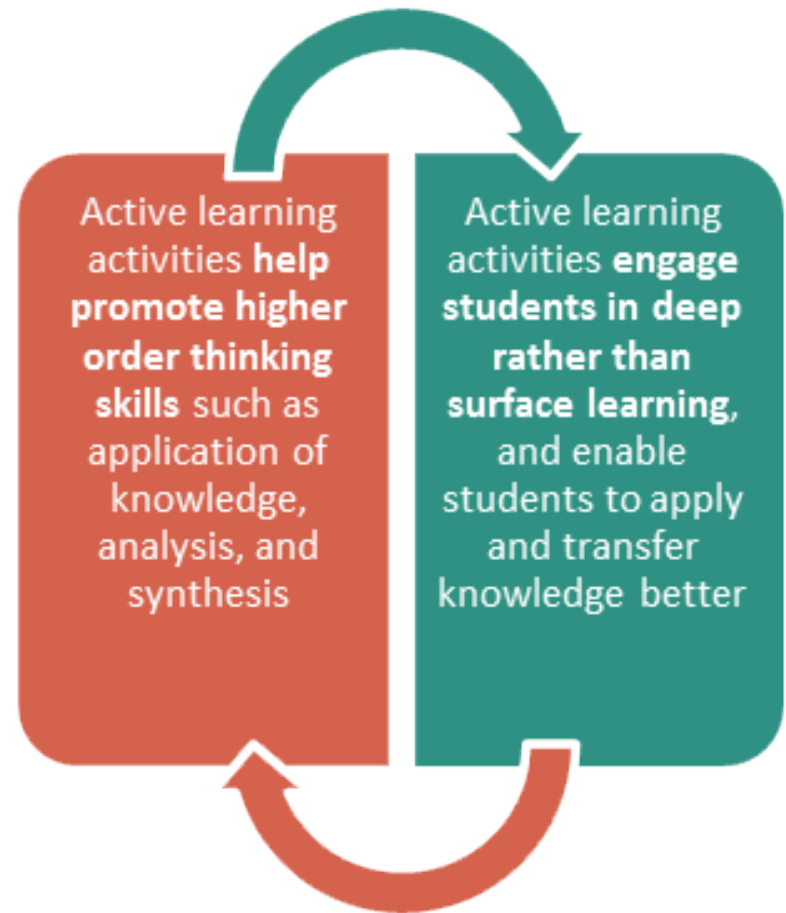 Active learning
activities help
promote higher
order thinking
skills such as
application of
knowledge,
analysis, and
synthesis
Active learning
activities engage
students in deep
rather than
surface learning,
and enable
students to apply
and transfer
knowledge better